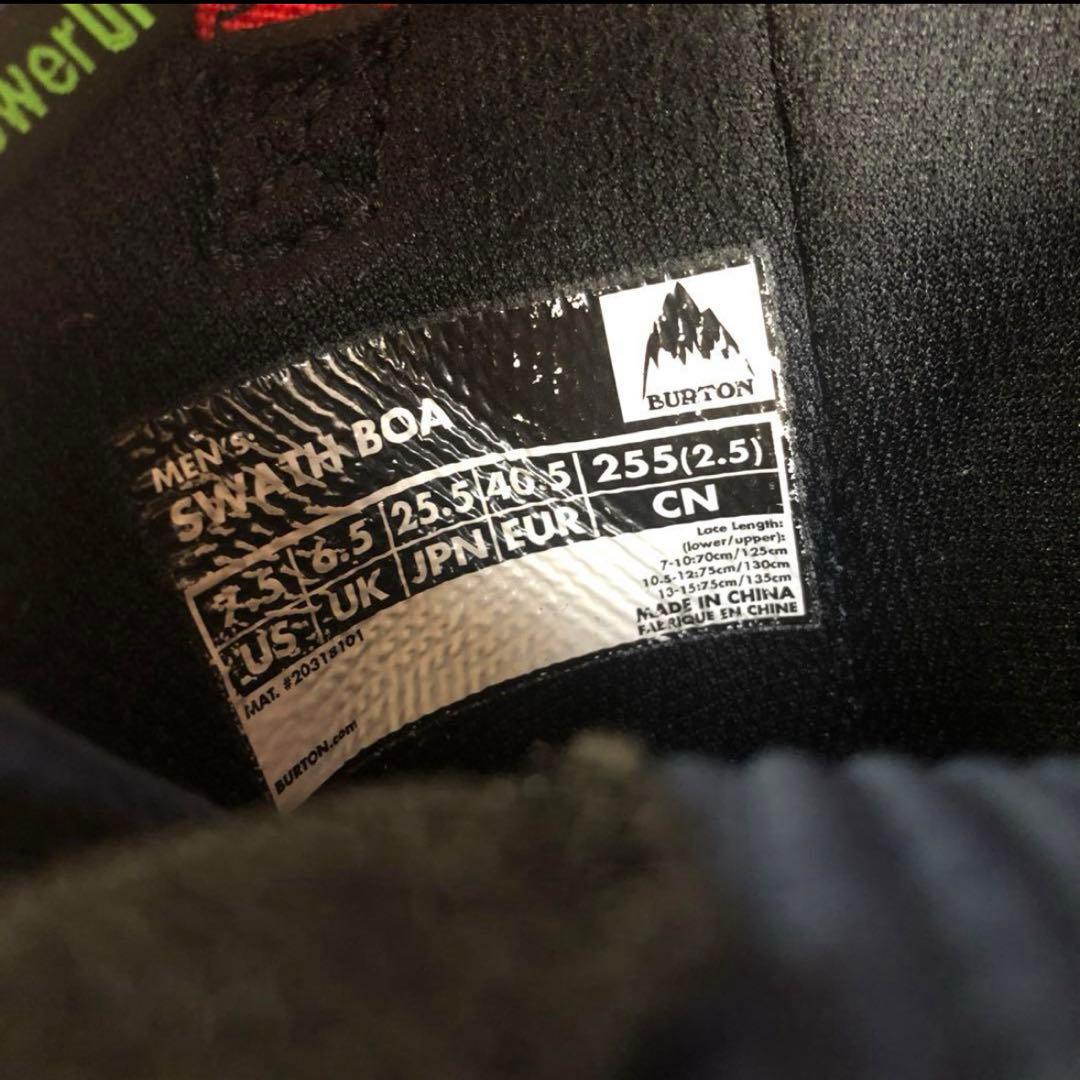 BURTON
MEN'S:
SWATH BOA
7.5 6.5 25.5 40.5 255(2.5)
US UK JPN EUR CN
MAT. #20318101
BURTON.com
Lace Length:
(lower/upper):
7-10:70cm/125cm
10.5-12:75cm/130cm
13-15:75cm/135cm
MADE IN CHINA
FABRIQUE EN CHINE